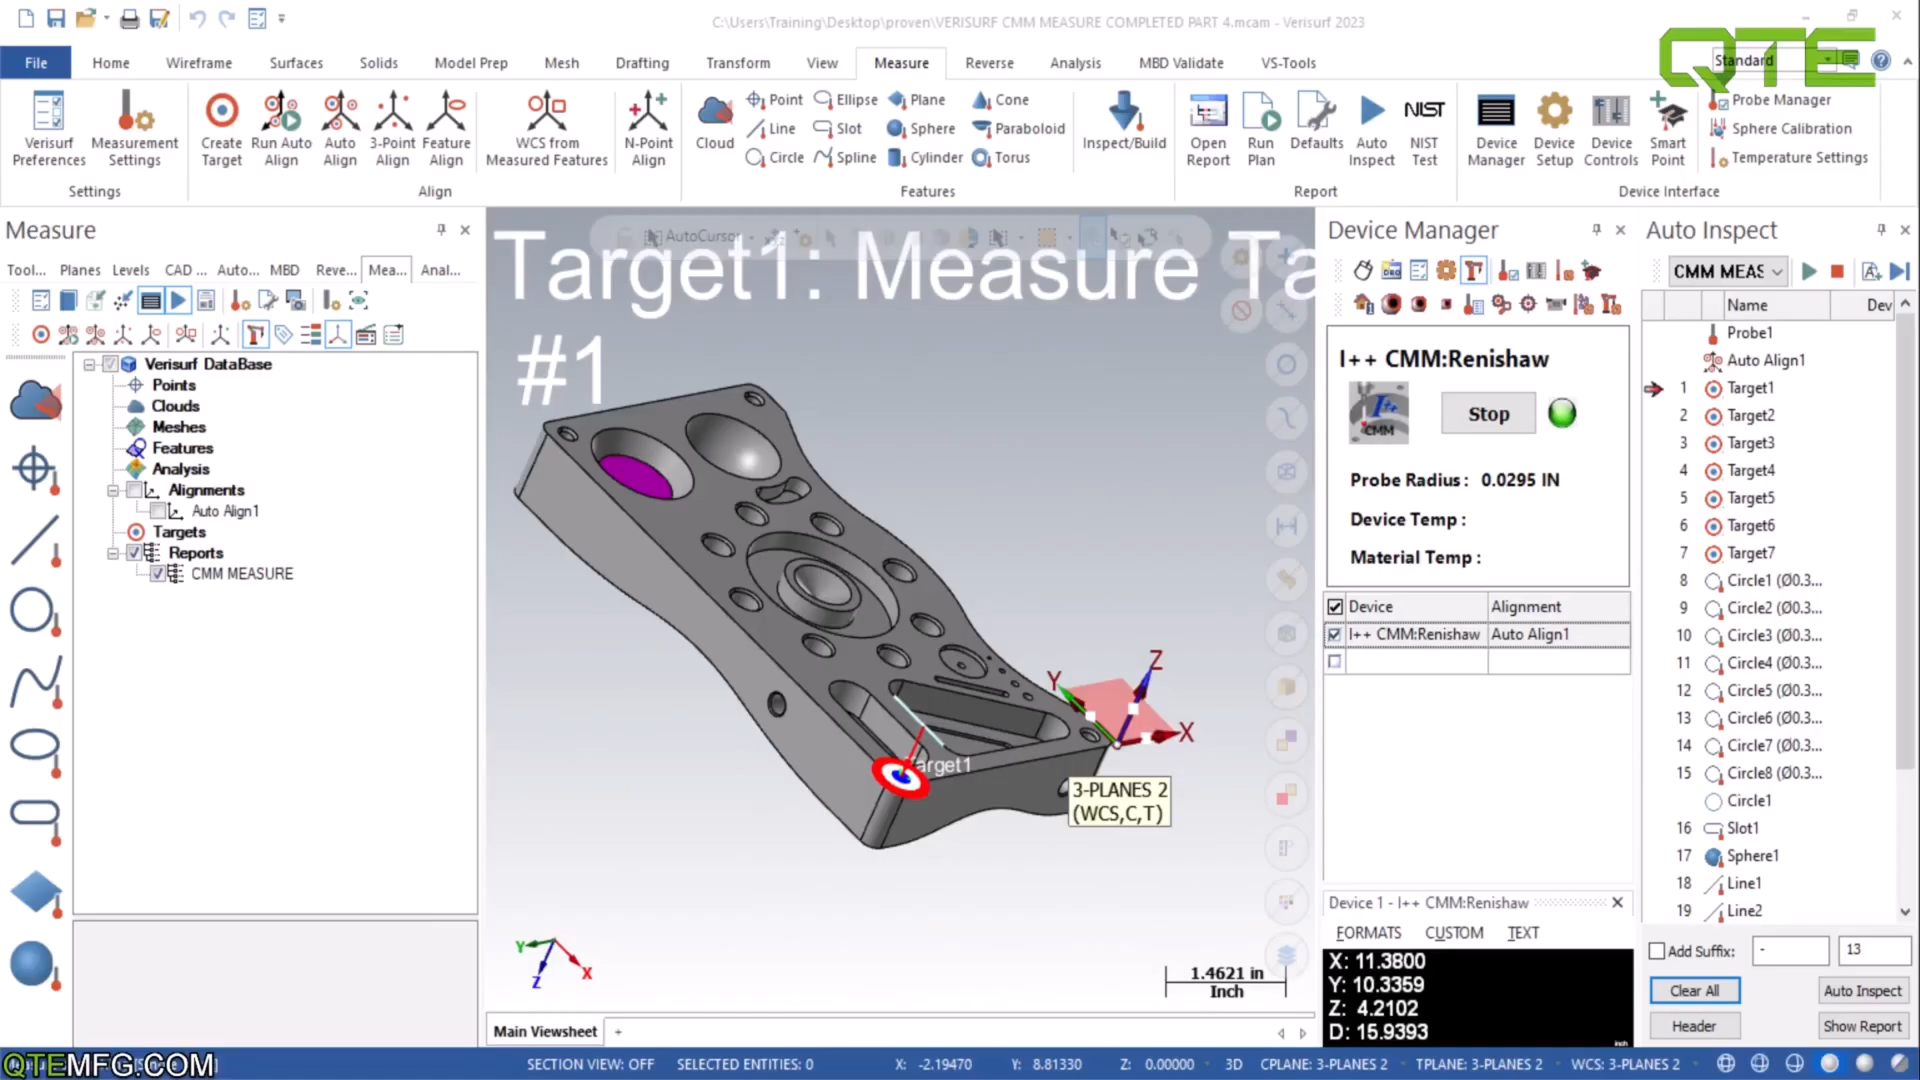 C:\Users\Training\Desktop\proven\VERISURF CMM MEASURE COMPLETED PART 4.mcam - Verisurf 2023
QTE
File Home Wireframe Surfaces Solids Model Prep Mesh Drafting Transform View Measure Reverse Analysis MBD Validate VS-Tools Standard
Verisurf Preferences
Measurement Settings
Settings
Create Target
Run Auto Align
Auto Align
3-Point Align
Feature Align
WCS from Measured Features
N-Point Align
Align
Cloud
Point Ellipse Plane Cone
Line Slot Sphere Paraboloid
Circle Spline Cylinder Torus
Features
Inspect/Build
Open Report
Run Plan
Defaults
Auto Inspect
NIST
NIST Test
Report
Device Manager
Device Setup
Device Controls
Smart Point
Probe Manager
Sphere Calibration
Temperature Settings
Device Interface
Measure
Tool... Planes Levels CAD ... Auto... MBD Reve... Mea... Anal...
Verisurf DataBase
Points
Clouds
Meshes
Features
Analysis
Alignments
Auto Align1
Targets
Reports
CMM MEASURE
AutoCursor
Target1: Measure Ta
#1
Target1
Y
Z
X
3-PLANES 2
(WCS,C,T)
Y
X
Z
1.4621 in
Inch
Main Viewsheet +
Device Manager
DRO
I++ CMM:Renishaw
I++
CMM
Stop
Probe Radius : 0.0295 IN
Device Temp :
Material Temp :
Device Alignment
I++ CMM:Renishaw Auto Align1
Device 1 - I++ CMM:Renishaw
FORMATS CUSTOM TEXT
X: 11.3800
Y: 10.3359
Z: 4.2102
D: 15.9393
inch
Auto Inspect
CMM MEAS
Name Dev
Probe1
Auto Align1
1 Target1
2 Target2
3 Target3
4 Target4
5 Target5
6 Target6
7 Target7
8 Circle1 (Ø0.3...
9 Circle2 (Ø0.3...
10 Circle3 (Ø0.3...
11 Circle4 (Ø0.3...
12 Circle5 (Ø0.3...
13 Circle6 (Ø0.3...
14 Circle7 (Ø0.3...
15 Circle8 (Ø0.3...
Circle1
16 Slot1
17 Sphere1
18 Line1
19 Line2
Add Suffix: - 13
Clear All Auto Inspect
Header Show Report
QTEMFG.COM
SECTION VIEW: OFF SELECTED ENTITIES: 0 X: -2.19470 Y: 8.81330 Z: 0.00000 3D CPLANE: 3-PLANES 2 TPLANE: 3-PLANES 2 WCS: 3-PLANES 2